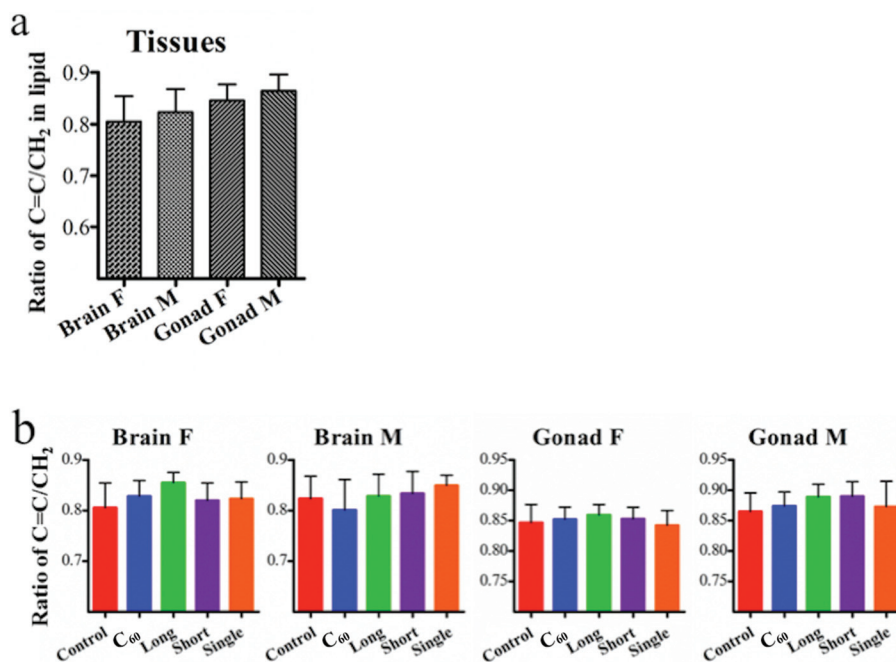 a
Tissues
Ratio of C=C/CH₂ in lipid
0.9
0.8
0.7
0.6
Brain F
Brain M
Gonad F
Gonad M
b
Ratio of C=C/CH₂
Brain F
0.9
0.8
0.7
Control
C₆₀
Long
Short
Single
Brain M
0.9
0.8
0.7
Control
C₆₀
Long
Short
Single
Gonad F
0.95
0.90
0.85
0.80
0.75
Control
C₆₀
Long
Short
Single
Gonad M
0.95
0.90
0.85
0.80
0.75
Control
C₆₀
Long
Short
Single